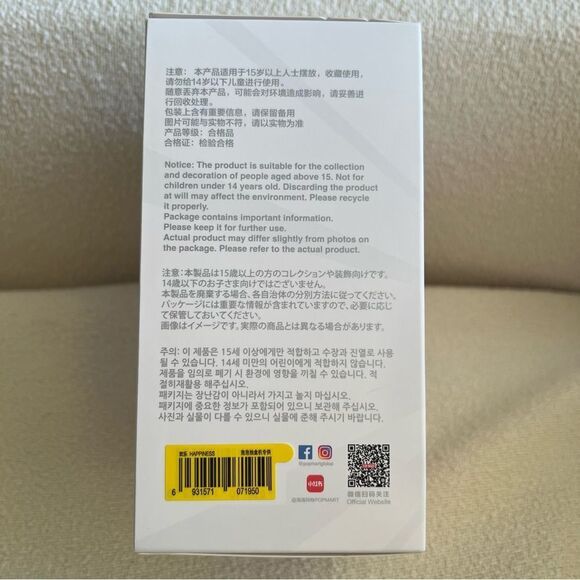 注意：本产品适用于15岁以上人士摆放，收藏使用，
请勿给14岁以下儿童进行使用。
随意丢弃本产品，可能会对环境造成影响，请妥善进
行回收处理。
包装上含有重要信息，请保留备用
图片可能与实物不符，请以实物为准
产品等级：合格品
合格证：检验合格
Notice: The product is suitable for the collection
and decoration of people aged above 15. Not for
children under 14 years old. Discarding the product
at will may affect the environment. Please recycle
it properly.
Package contains important information.
Please keep it for further use.
Actual product may differ slightly from photos on
the package. Please refer to the actual product.
注意：本製品は15歳以上の方のコレクションや装飾向けです。
14歳以下のお子さま向けではございません。
本製品を廃棄する場合、各自治体の分別方法に従ってください。
パッケージには重要な情報が含まれていますので、必要に応じ
て保管しておいてください。
画像はイメージです。実際の商品とは異なる場合があります。
주의: 이 제품은 15세 이상에게만 적합하고 수장과 진열로 사용
될 수 있습니다. 14세 미만의 어린이에게 적합하지 않습니다.
제품을 임의로 폐기 시 환경에 영향을 끼칠 수 있습니다. 적
절히재활용 해주십시오.
패키지는 장난감이 아니라서 가지고 놀지 마십시오.
패키지에 중요한 정보가 포함되어 있으니 보관해 주십시오.
사진과 실물이 다를 수 있으니 실물에 준해 주시기 바랍니다.
HAPPINESS
6 931571 071950
@popmartglobal
小红书
POPMART
微信扫码关注
Official Website